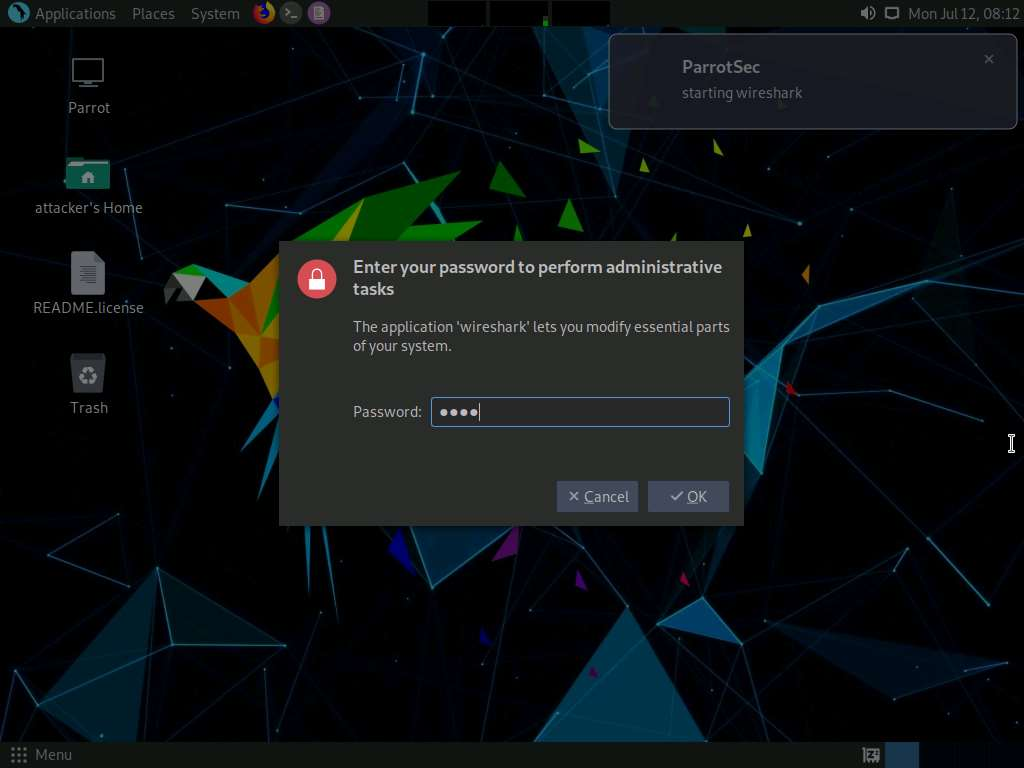 Applications Places System
Mon Jul 12, 08:12
ParrotSec
starting wireshark
Parrot
attacker's Home
README.license
Trash
Enter your password to perform administrative
tasks
The application 'wireshark' lets you modify essential parts
of your system.
Password: ●●●●
Cancel OK
Menu